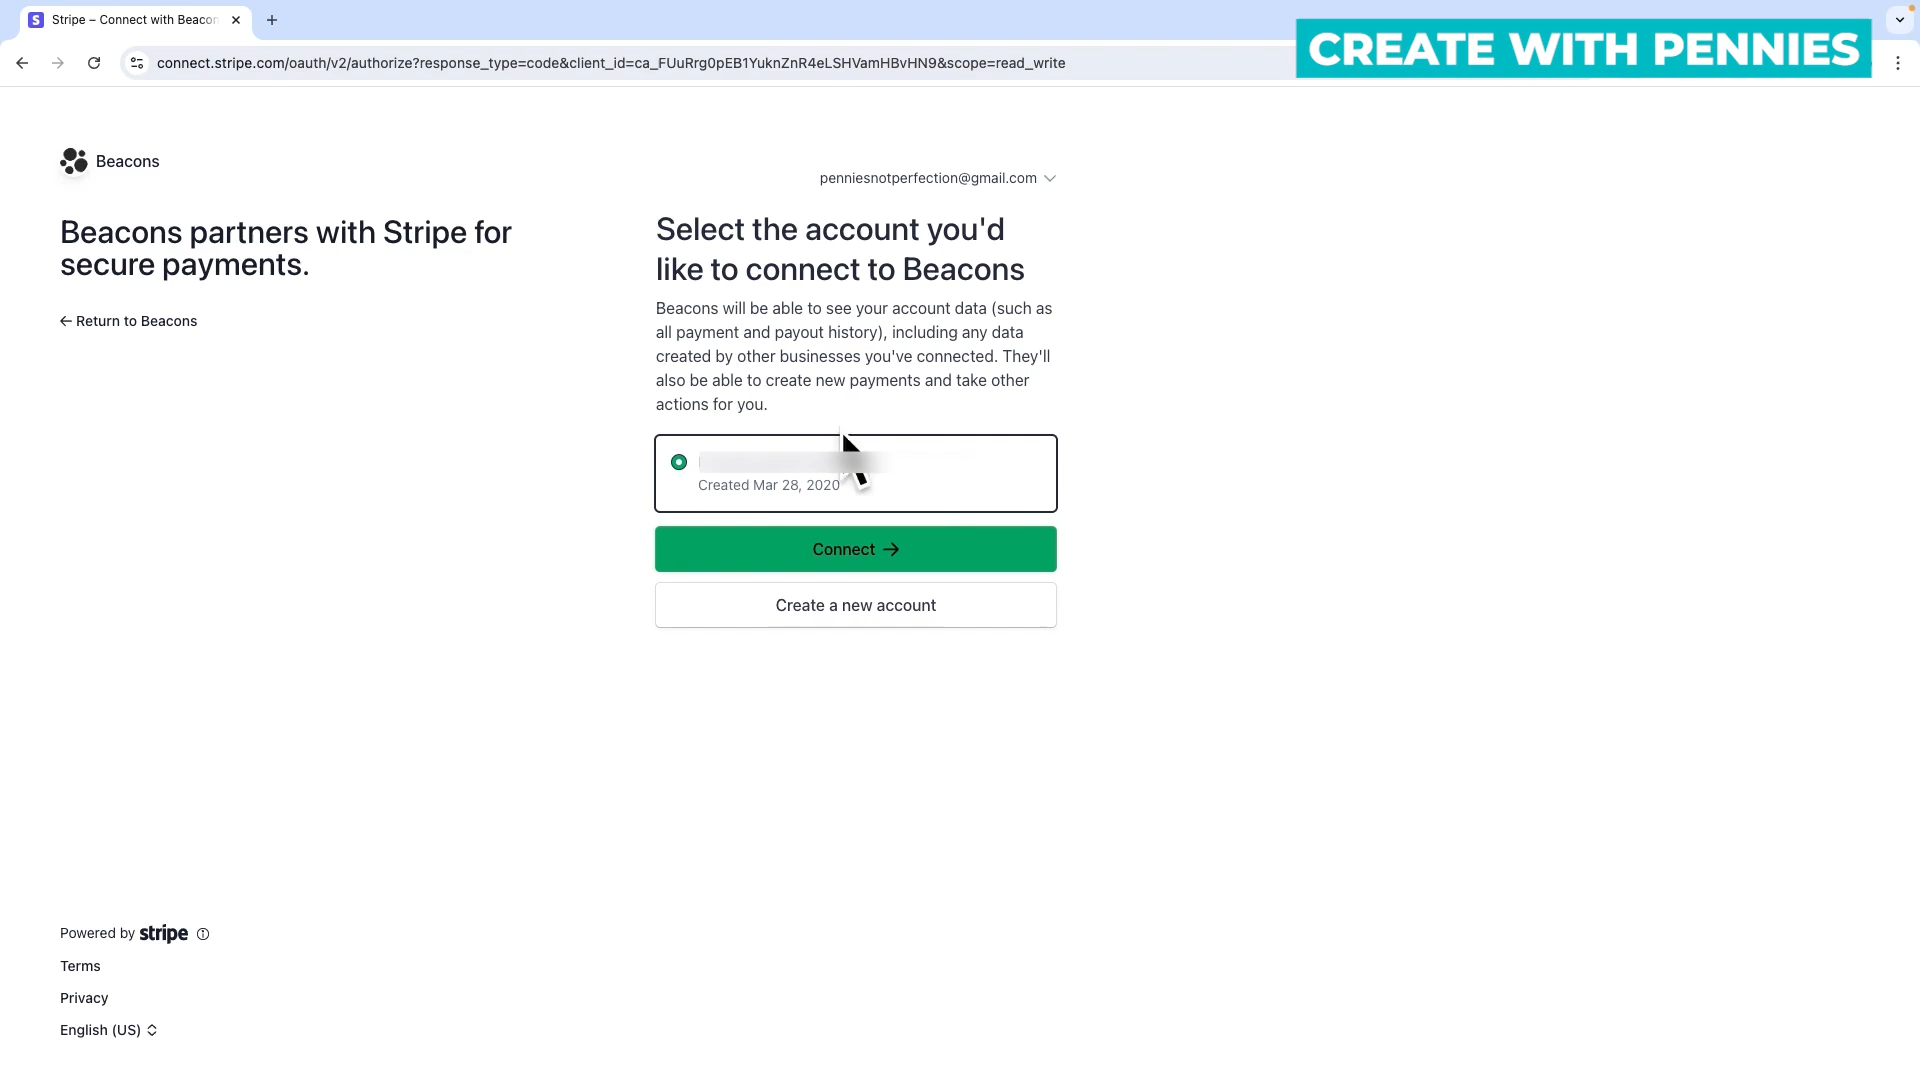 Stripe – Connect with Beacon
connect.stripe.com/oauth/v2/authorize?response_type=code&client_id=ca_FUuRrg0pEB1YuknZnR4eLSHVamHBvHN9&scope=read_write
CREATE WITH PENNIES
Beacons
Beacons partners with Stripe for
secure payments.
← Return to Beacons
penniesnotperfection@gmail.com
Select the account you'd
like to connect to Beacons
Beacons will be able to see your account data (such as
all payment and payout history), including any data
created by other businesses you've connected. They'll
also be able to create new payments and take other
actions for you.
Created Mar 28, 2020
Connect →
Create a new account
Powered by stripe
Terms
Privacy
English (US)